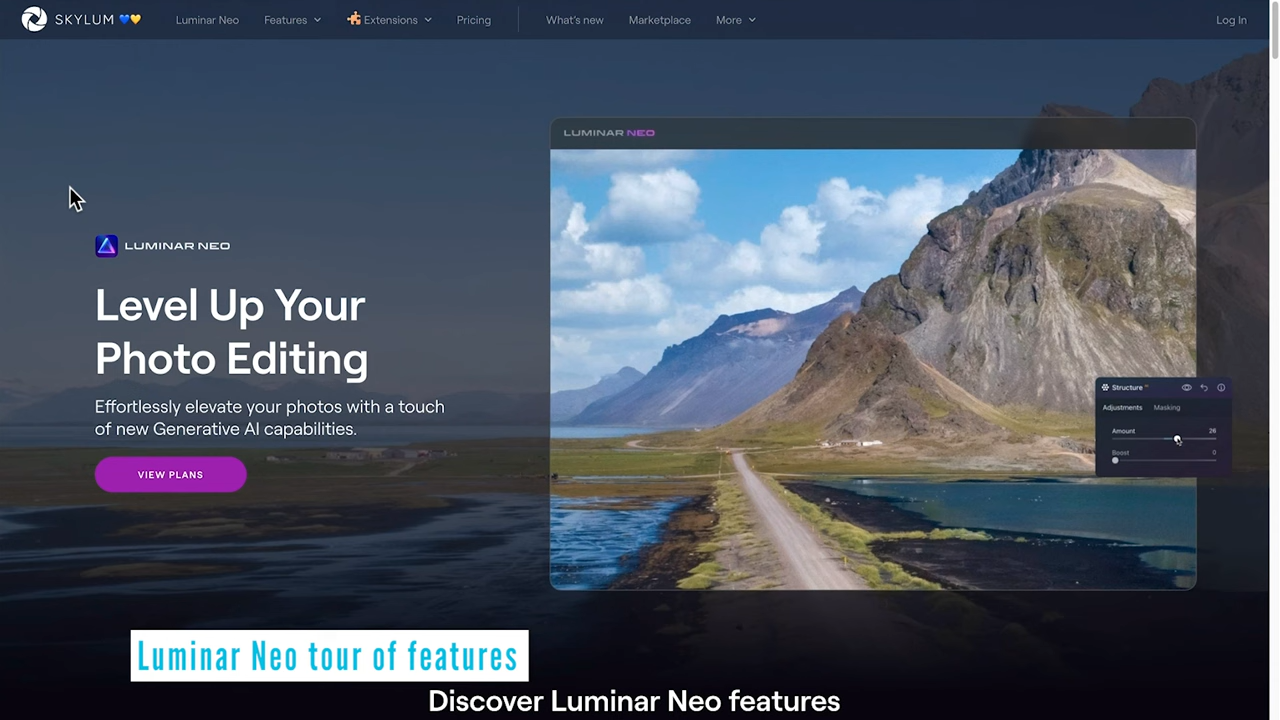 SKYLUM
Luminar Neo
Features
Extensions
Pricing
What's new
Marketplace
More
Log In
LUMINAR NEO
LUMINAR NEO
Level Up Your
Photo Editing
Effortlessly elevate your photos with a touch
of new Generative AI capabilities.
VIEW PLANS
Structure
Adjustments Masking
Amount 26
Boost 0
Luminar Neo tour of features
Discover Luminar Neo features